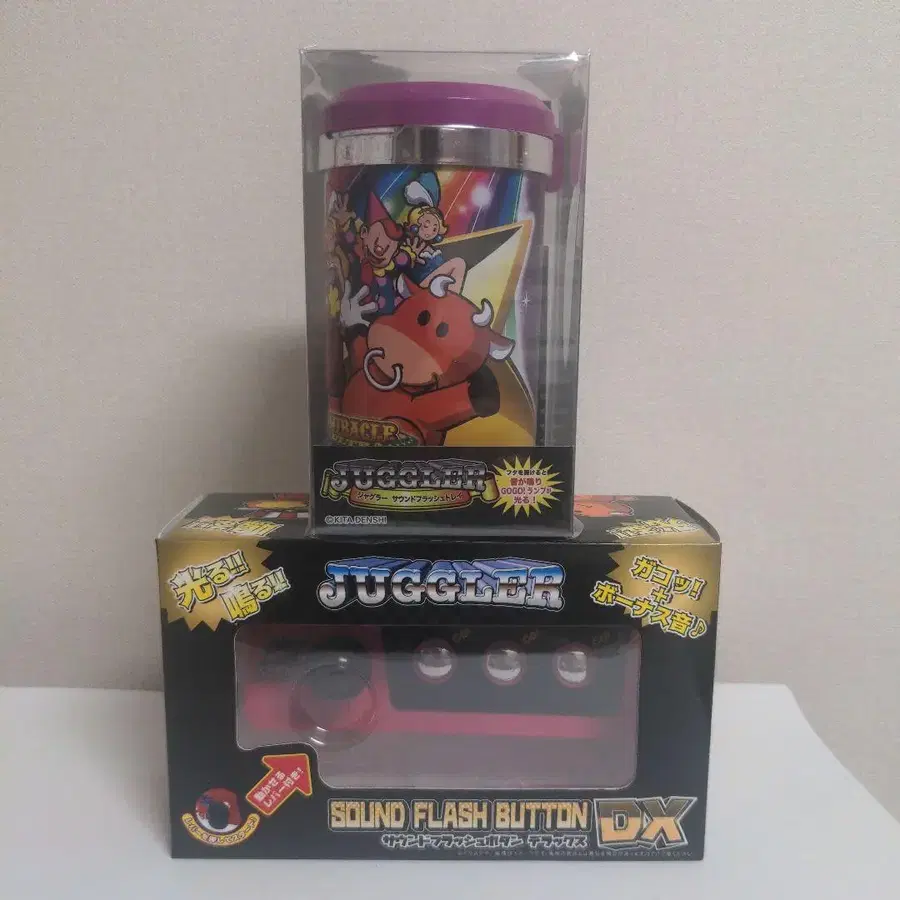 JUGGLER
ジャグラー サウンドフラッシュトレイ
フタを開けると
音が鳴り
GOGO!ランプが
光る!
©KITA DENSHI
光る!!!
鳴る!!!
JUGGLER
ガコッ!
+
ボーナス音♪
動かせる
レバー付き!
SOUND FLASH BUTTON DX
サウンドフラッシュボタン デラックス